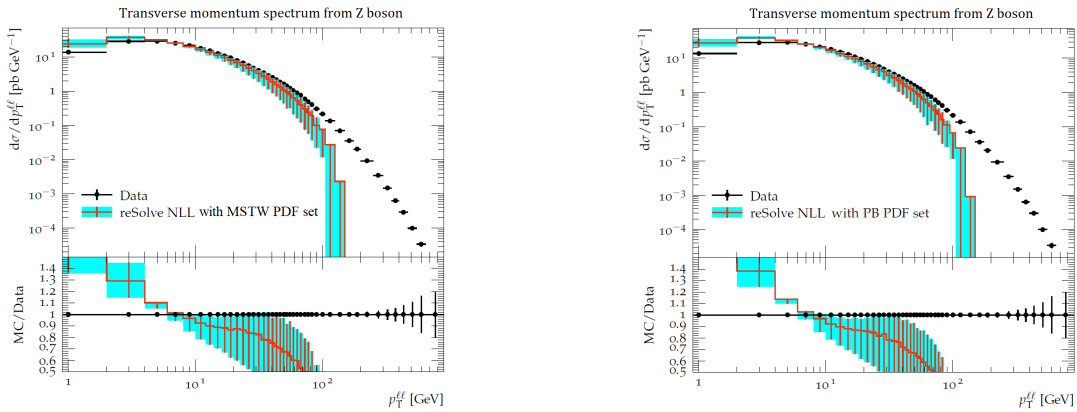 Transverse momentum spectrum from Z boson
dσ/dp_T^ℓℓ [pb GeV⁻¹]
10¹
1
10⁻¹
10⁻²
10⁻³
10⁻⁴
Data
reSolve NLL with MSTW PDF set
MC/Data
1.4
1.3
1.2
1.1
1
0.9
0.8
0.7
0.6
0.5
1 10¹ 10²
p_T^ℓℓ [GeV]
Transverse momentum spectrum from Z boson
dσ/dp_T^ℓℓ [pb GeV⁻¹]
10¹
1
10⁻¹
10⁻²
10⁻³
10⁻⁴
Data
reSolve NLL with PB PDF set
MC/Data
1.4
1.3
1.2
1.1
1
0.9
0.8
0.7
0.6
0.5
1 10¹ 10²
p_T^ℓℓ [GeV]